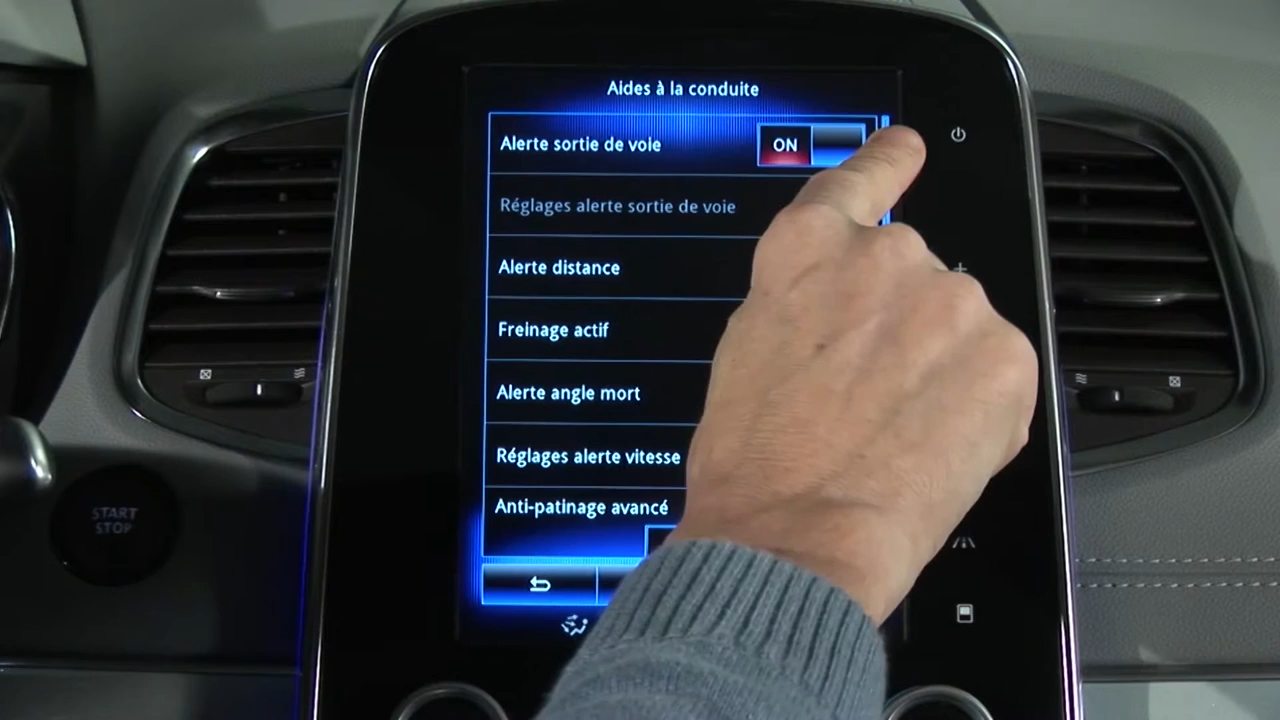 Aides à la conduite
Alerte sortie de voie
ON
Réglages alerte sortie de voie
Alerte distance
Freinage actif
Alerte angle mort
Réglages alerte vitesse
Anti-patinage avancé
START
STOP